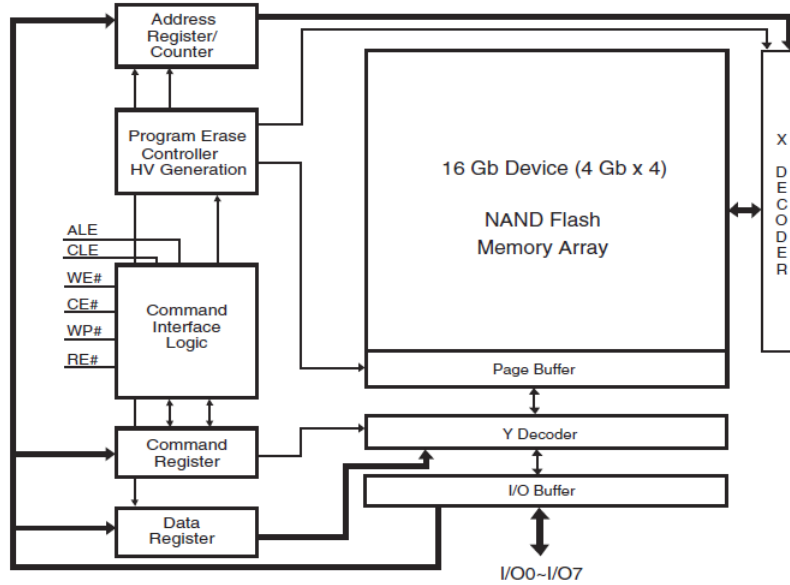 Address
Register/
Counter
Program Erase
Controller
HV Generation
ALE
CLE
WE#
CE#
WP#
RE#
Command
Interface
Logic
Command
Register
Data
Register
16 Gb Device (4 Gb x 4)
NAND Flash
Memory Array
Page Buffer
Y Decoder
I/O Buffer
I/O0~I/O7
X
D
E
C
O
D
E
R